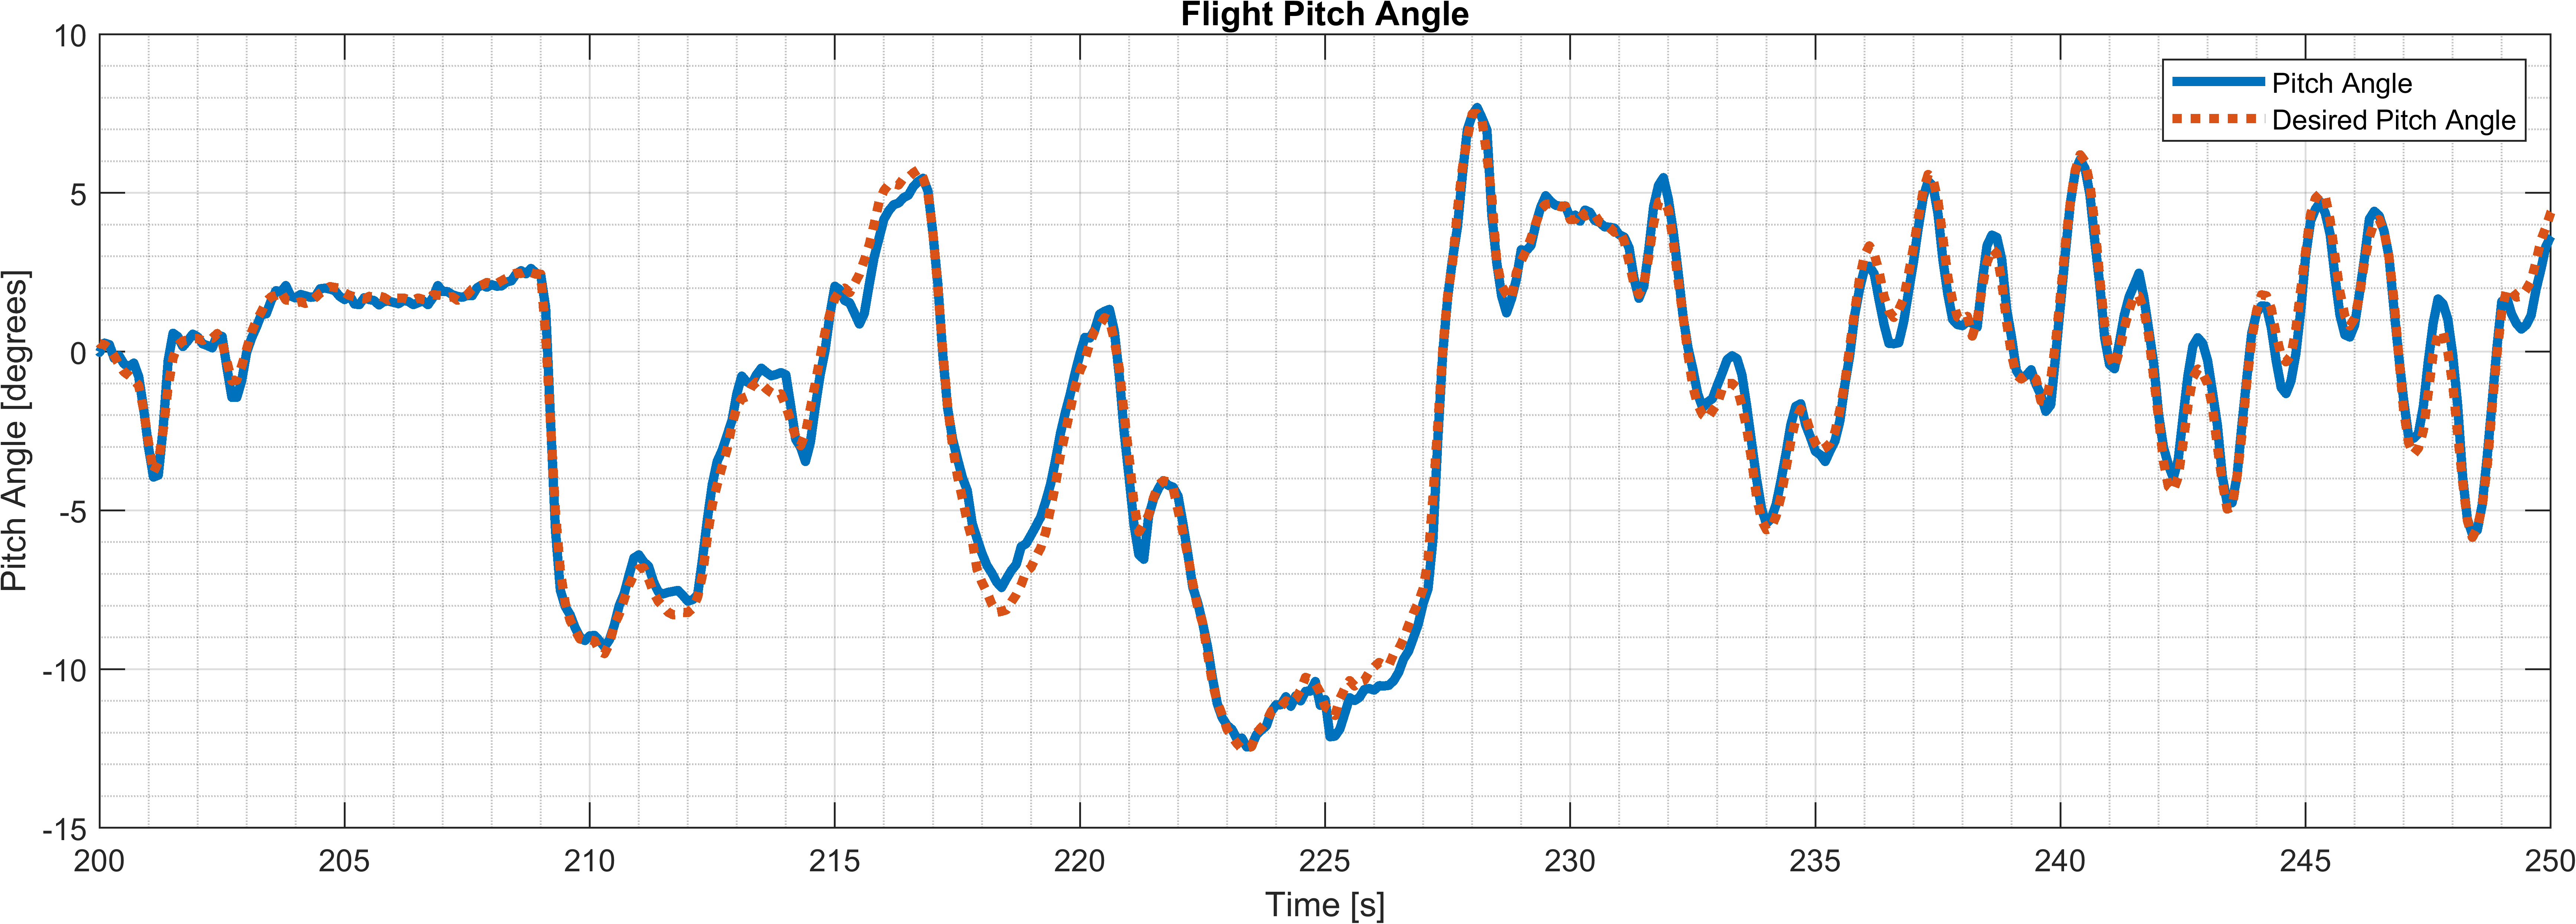 Flight Pitch Angle
Pitch Angle
Desired Pitch Angle
Pitch Angle [degrees]
10
5
0
-5
-10
-15
200 205 210 215 220 225 230 235 240 245 250
Time [s]